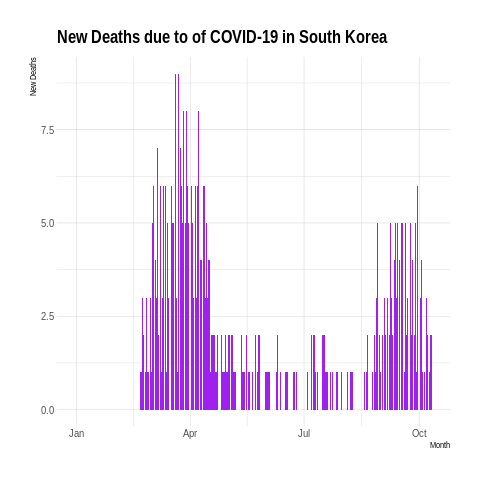 New Deaths due to of COVID-19 in South Korea
New Deaths
7.5
5.0
2.5
0.0
Jan Apr Jul Oct
Month